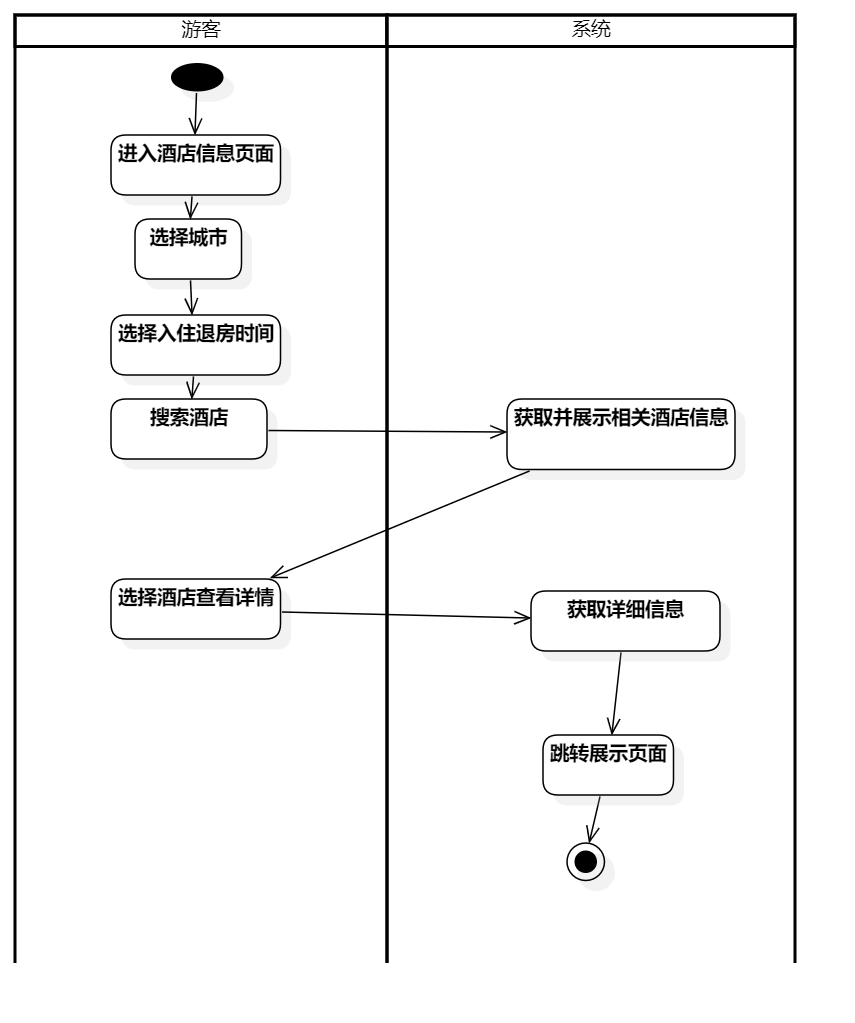 游客
系统
进入酒店信息页面
选择城市
选择入住退房时间
搜索酒店
获取并展示相关酒店信息
选择酒店查看详情
获取详细信息
跳转展示页面